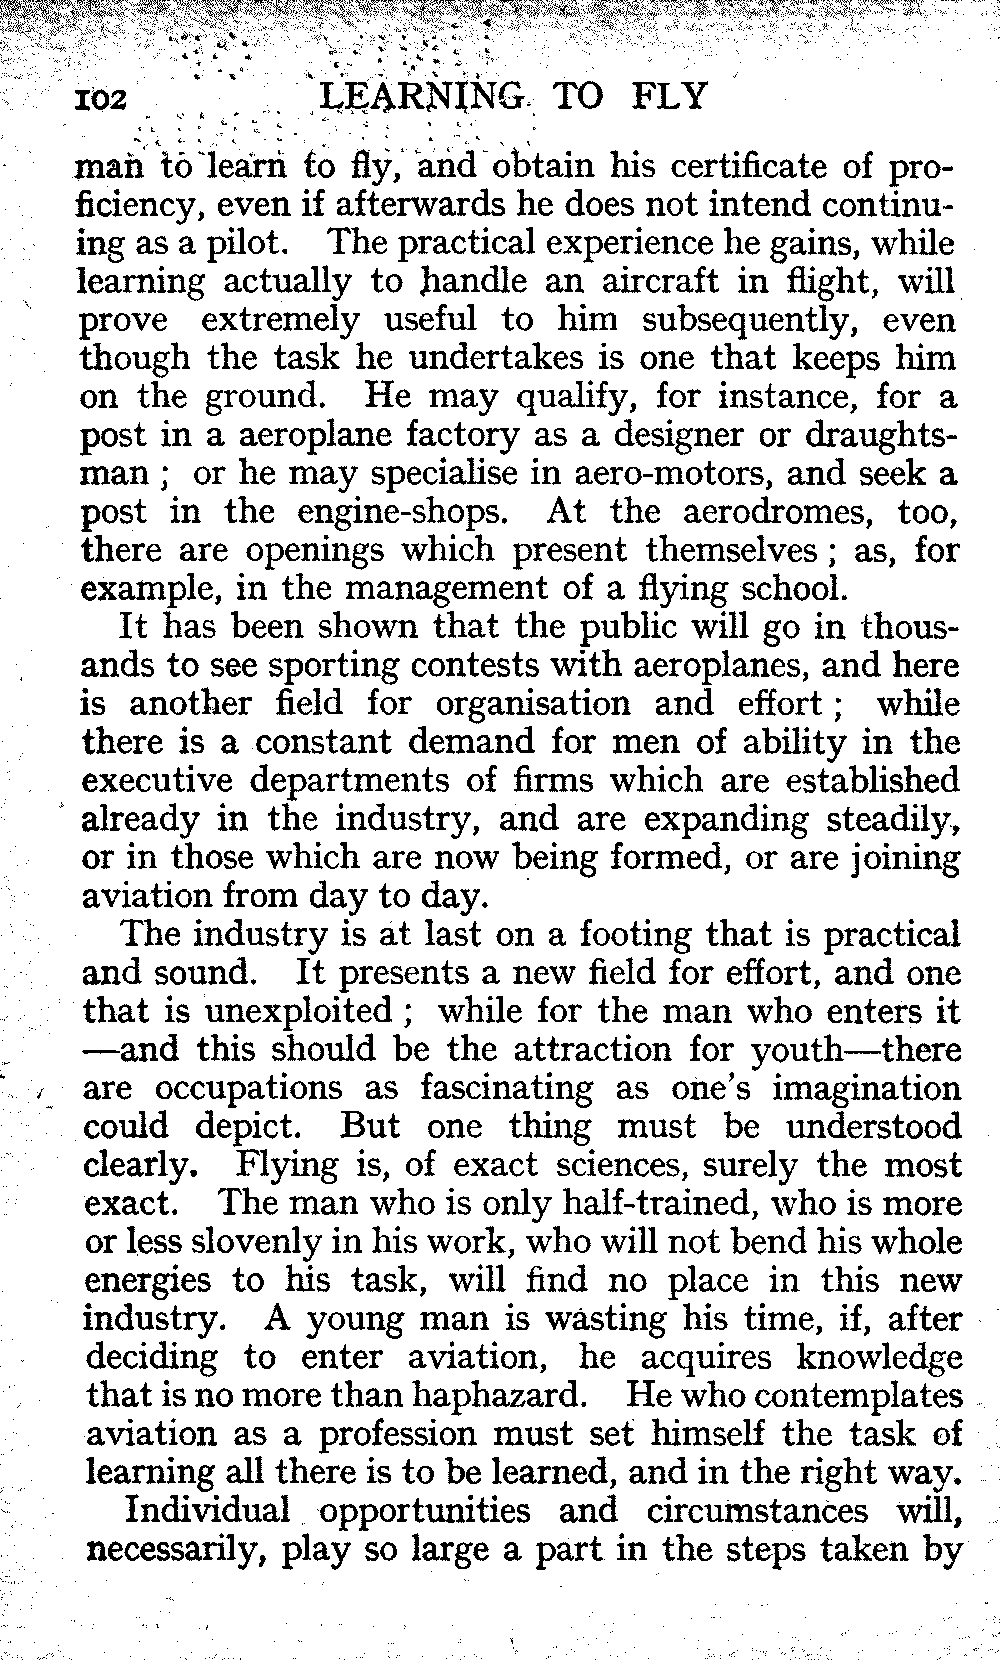 102 LEARNING TO FLY
man to learn to fly, and obtain his certificate of pro-
ficiency, even if afterwards he does not intend continu-
ing as a pilot. The practical experience he gains, while
learning actually to handle an aircraft in flight, will
prove extremely useful to him subsequently, even
though the task he undertakes is one that keeps him
on the ground. He may qualify, for instance, for a
post in a aeroplane factory as a designer or draughts-
man ; or he may specialise in aero-motors, and seek a
post in the engine-shops. At the aerodromes, too,
there are openings which present themselves ; as, for
example, in the management of a flying school.
It has been shown that the public will go in thous-
ands to see sporting contests with aeroplanes, and here
is another field for organisation and effort ; while
there is a constant demand for men of ability in the
executive departments of firms which are established
already in the industry, and are expanding steadily,
or in those which are now being formed, or are joining
aviation from day to day.
The industry is at last on a footing that is practical
and sound. It presents a new field for effort, and one
that is unexploited ; while for the man who enters it
—and this should be the attraction for youth—there
are occupations as fascinating as one's imagination
could depict. But one thing must be understood
clearly. Flying is, of exact sciences, surely the most
exact. The man who is only half-trained, who is more
or less slovenly in his work, who will not bend his whole
energies to his task, will find no place in this new
industry. A young man is wasting his time, if, after
deciding to enter aviation, he acquires knowledge
that is no more than haphazard. He who contemplates
aviation as a profession must set himself the task of
learning all there is to be learned, and in the right way.
Individual opportunities and circumstances will,
necessarily, play so large a part in the steps taken by